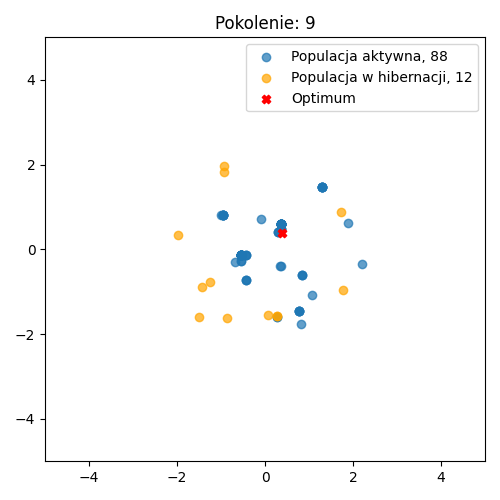 Pokolenie: 9
Populacja aktywna, 88
Populacja w hibernacji, 12
Optimum
4
2
0
−2
−4
−4
−2
0
2
4